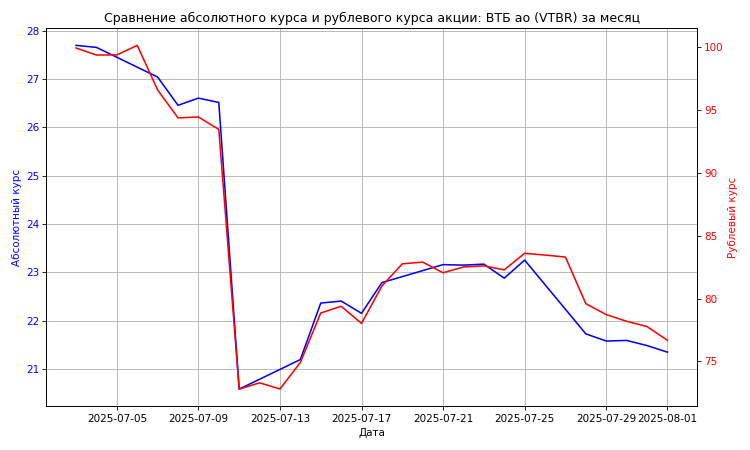 Сравнение абсолютного курса и рублевого курса акции: ВТБ ао (VTBR) за месяц
28
27
26
25
24
23
22
21
Абсолютный курс
100
95
90
85
80
75
Рублевый курс
2025-07-05 2025-07-09 2025-07-13 2025-07-17 2025-07-21 2025-07-25 2025-07-29 2025-08-01
Дата